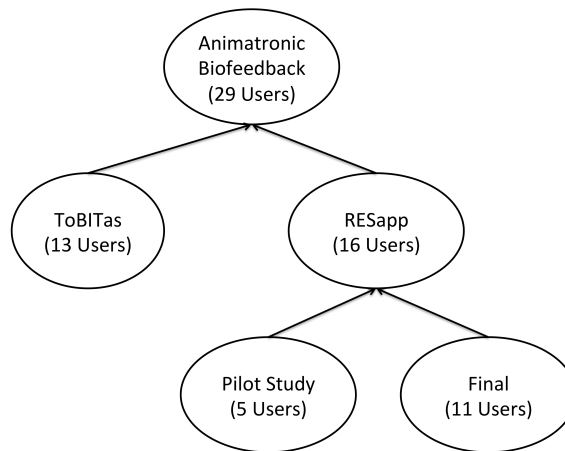 Animatronic
Biofeedback
(29 Users)
ToBITas
(13 Users)
RESapp
(16 Users)
Pilot Study
(5 Users)
Final
(11 Users)